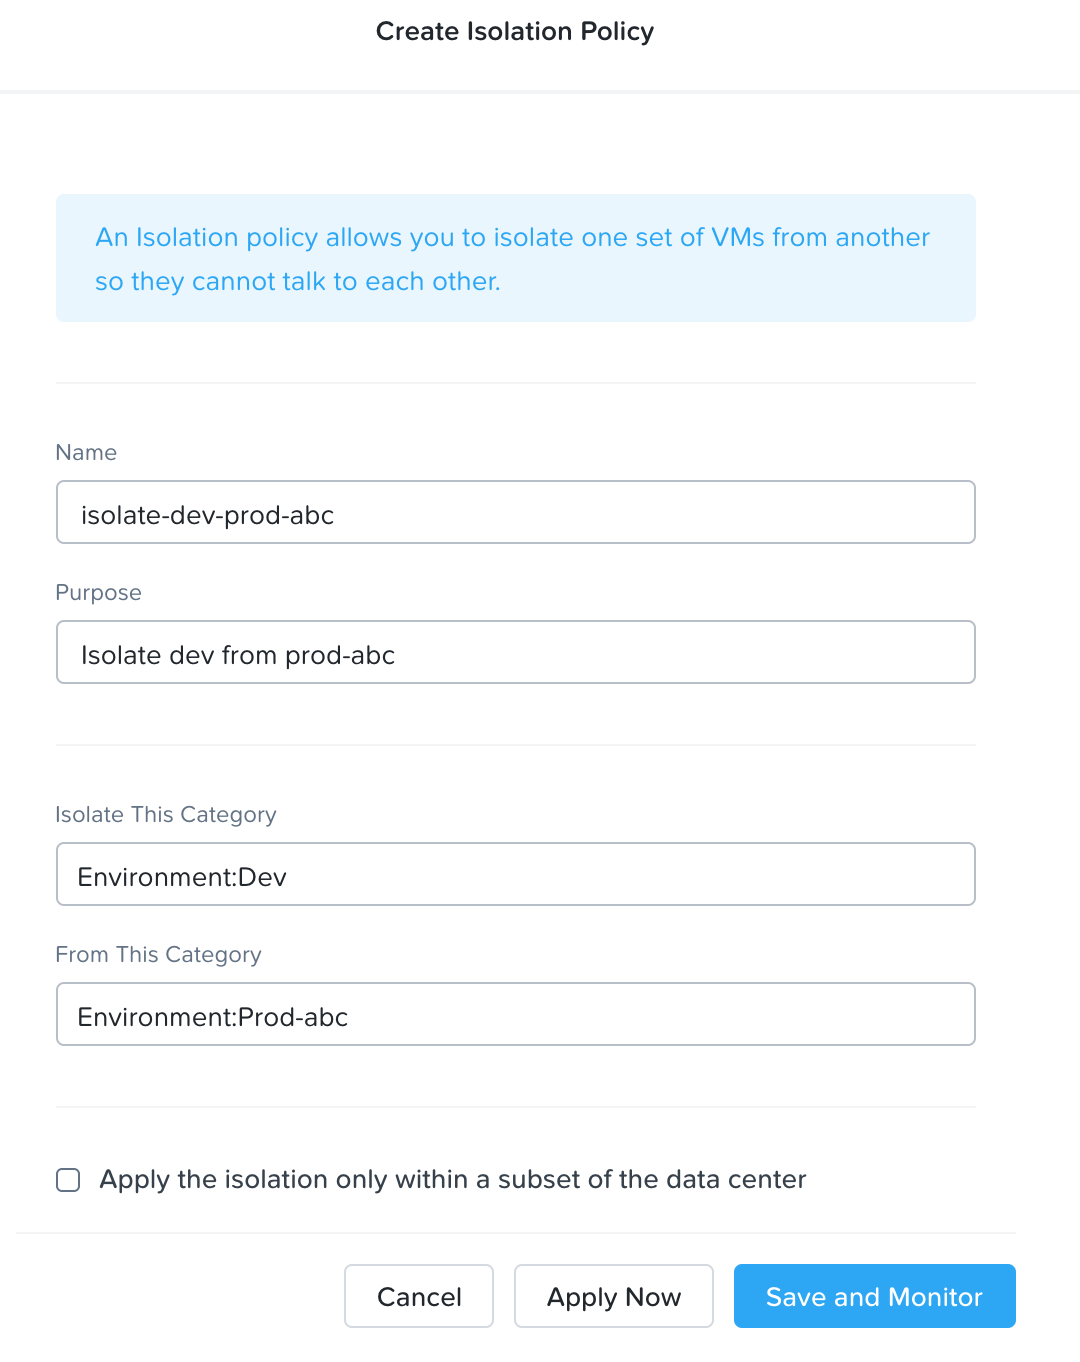 Create Isolation Policy
An Isolation policy allows you to isolate one set of VMs from another
so they cannot talk to each other.
Name
isolate-dev-prod-abc
Purpose
Isolate dev from prod-abc
Isolate This Category
Environment:Dev
From This Category
Environment:Prod-abc
Apply the isolation only within a subset of the data center
Cancel
Apply Now
Save and Monitor